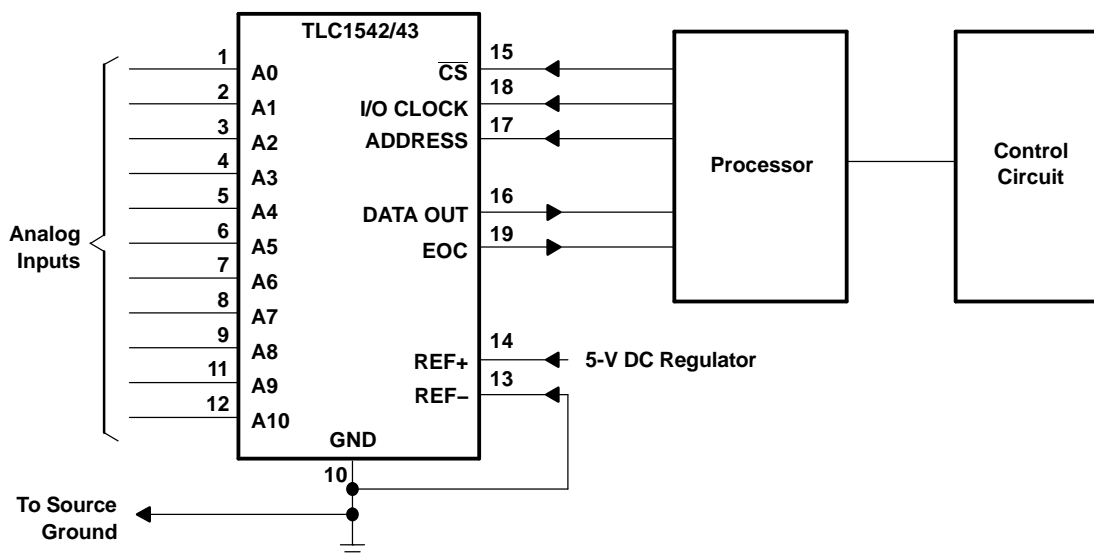 TLC1542/43
1
A0
2
A1
3
A2
4
A3
5
A4
6
A5
7
A6
8
A7
9
A8
11
A9
12
A10
Analog
Inputs
15
CS
18
I/O CLOCK
17
ADDRESS
16
DATA OUT
19
EOC
14
REF+
5-V DC Regulator
13
REF–
GND
10
To Source
Ground
Processor
Control
Circuit